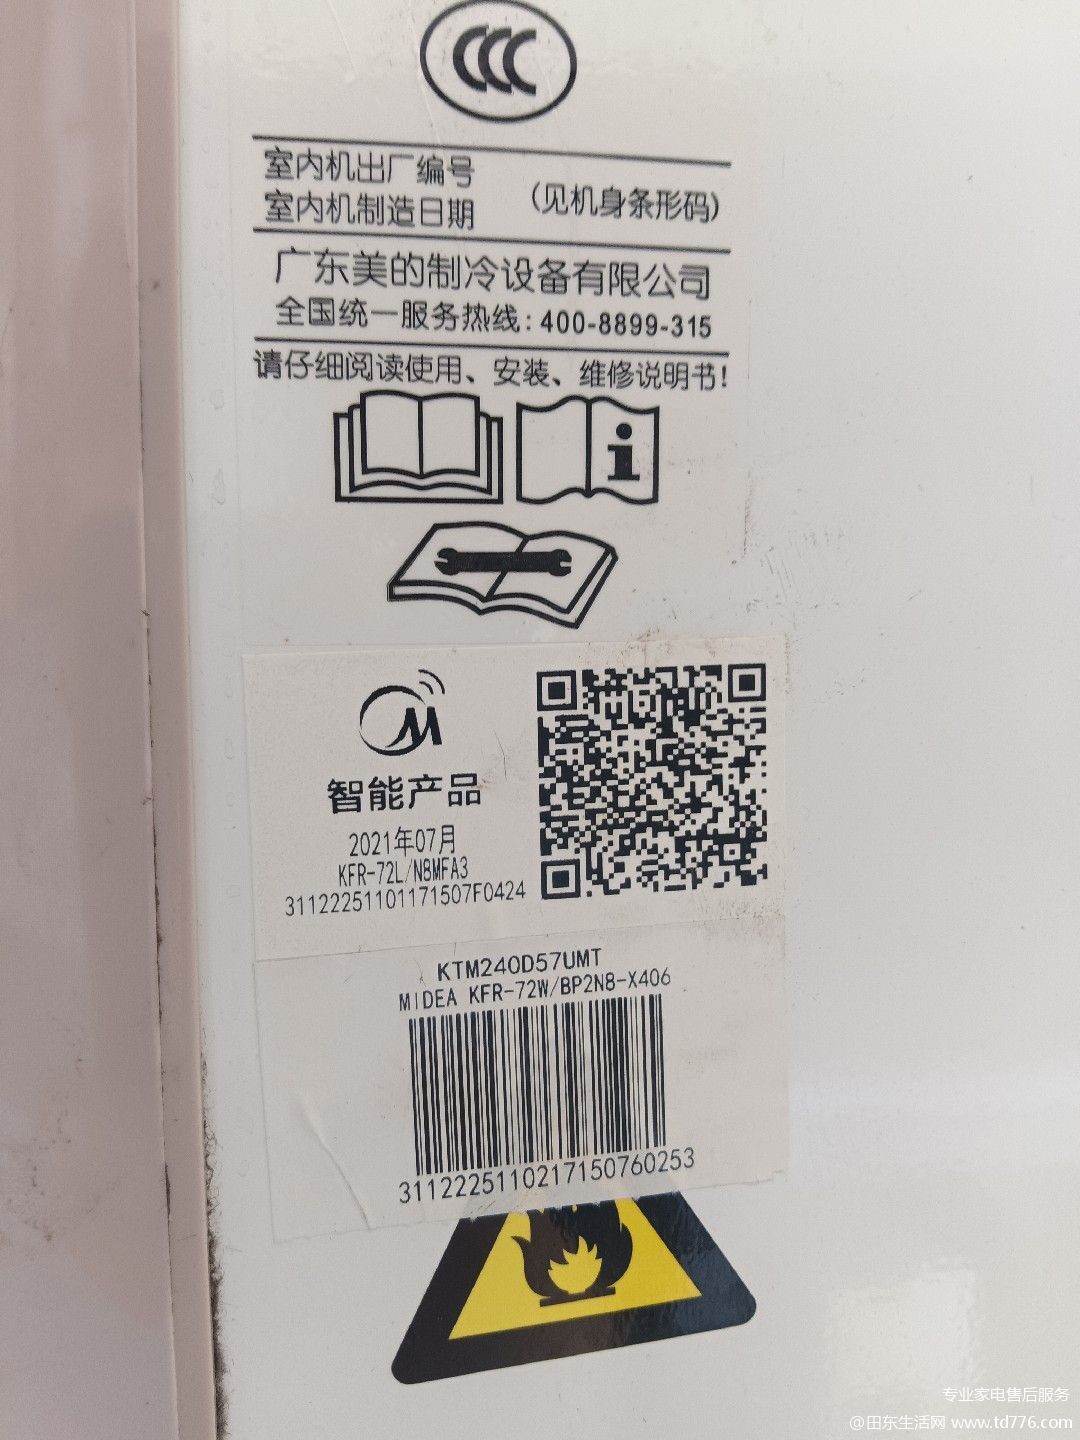 室内机出厂编号
室内机制造日期
(见机身条形码)
广东美的制冷设备有限公司
全国统一服务热线：400-8899-315
请仔细阅读使用、安装、维修说明书！
智能产品
2021年07月
KFR-72L/N8MFA3
31122251101171507F0424
KTM240D57UMT
MIDEA KFR-72W/BP2N8-X406
3112225110217150760253
专业家电售后服务
@田东生活网 www.td776.com